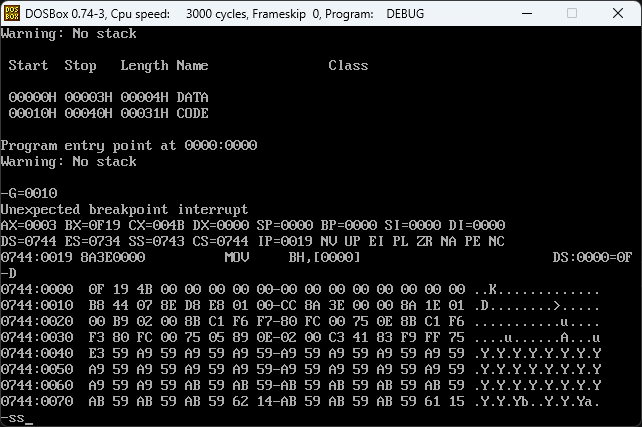 DOSBox 0.74-3, Cpu speed:    3000 cycles, Frameskip  0, Program:    DEBUG
Warning: No stack
 Start  Stop   Length Name               Class
 00000H 00003H 00004H DATA
 00010H 00040H 00031H CODE
Program entry point at 0000:0000
Warning: No stack
-G=0010
Unexpected breakpoint interrupt
AX=0003 BX=0F19 CX=004B DX=0000 SP=0000 BP=0000 SI=0000 DI=0000
DS=0744 ES=0734 SS=0743 CS=0744 IP=0019 NV UP EI PL ZR NA PE NC
0744:0019 8A3E0000          MOV     BH,[0000]                          DS:0000=0F
-D
0744:0000  0F 19 4B 00 00 00 00 00-00 00 00 00 00 00 00 00 ..K.............
0744:0010  B8 44 07 8E D8 E8 01 00-CC 8A 3E 00 00 8A 1E 01 .D........>.....
0744:0020  00 B9 02 00 8B C1 F6 F7-80 FC 00 75 0E 8B C1 F6 ...........u....
0744:0030  F3 80 FC 00 75 05 89 0E-02 00 C3 41 83 F9 FF 75 ....u......A...u
0744:0040  E3 59 A9 59 A9 59 A9 59-A9 59 A9 59 A9 59 A9 59 .Y.Y.Y.Y.Y.Y.Y.Y
0744:0050  A9 59 A9 59 A9 59 A9 59-A9 59 A9 59 A9 59 A9 59 .Y.Y.Y.Y.Y.Y.Y.Y
0744:0060  A9 59 A9 59 AB 59 AB 59-AB 59 AB 59 AB 59 AB 59 .Y.Y.Y.Y.Y.Y.Y.Y
0744:0070  AB 59 AB 59 AB 59 62 14-AB 59 AB 59 AB 59 61 15 .Y.Y.Yb..Y.Y.Ya.
-ss_